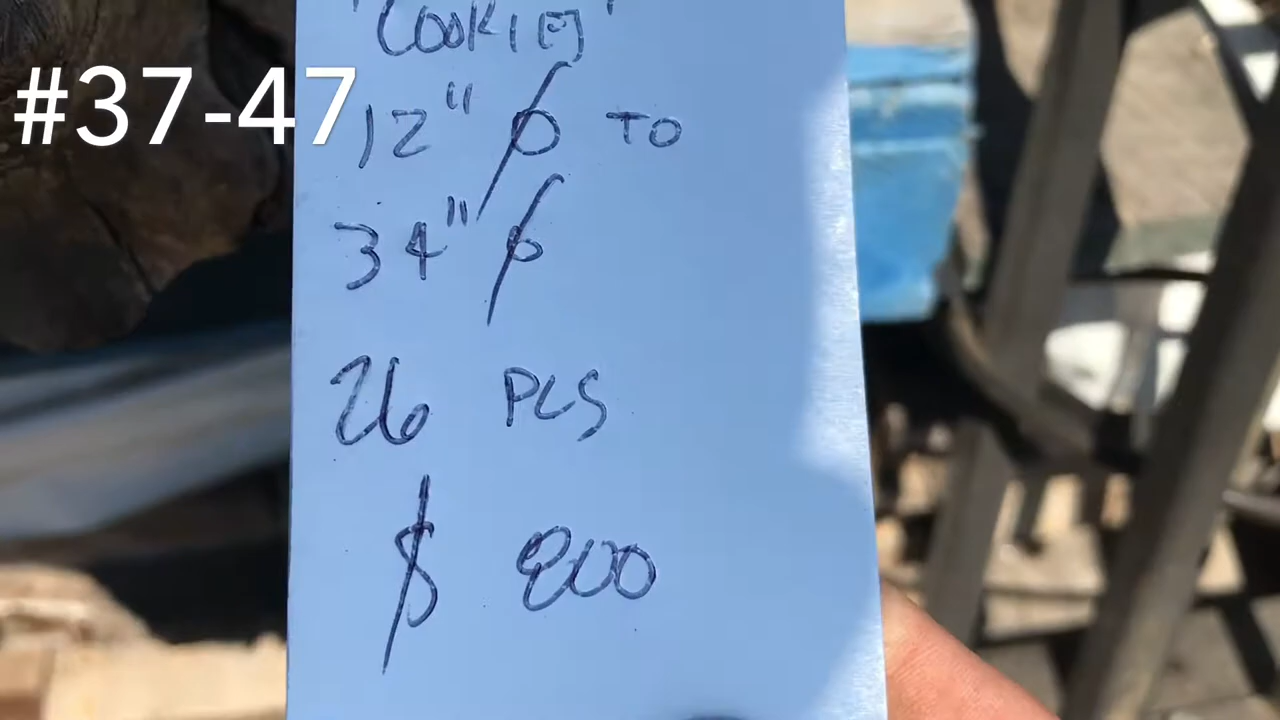 "COOKIES"
#37-47
12" ⌀ TO
34" ⌀
26 PCS
$ 800